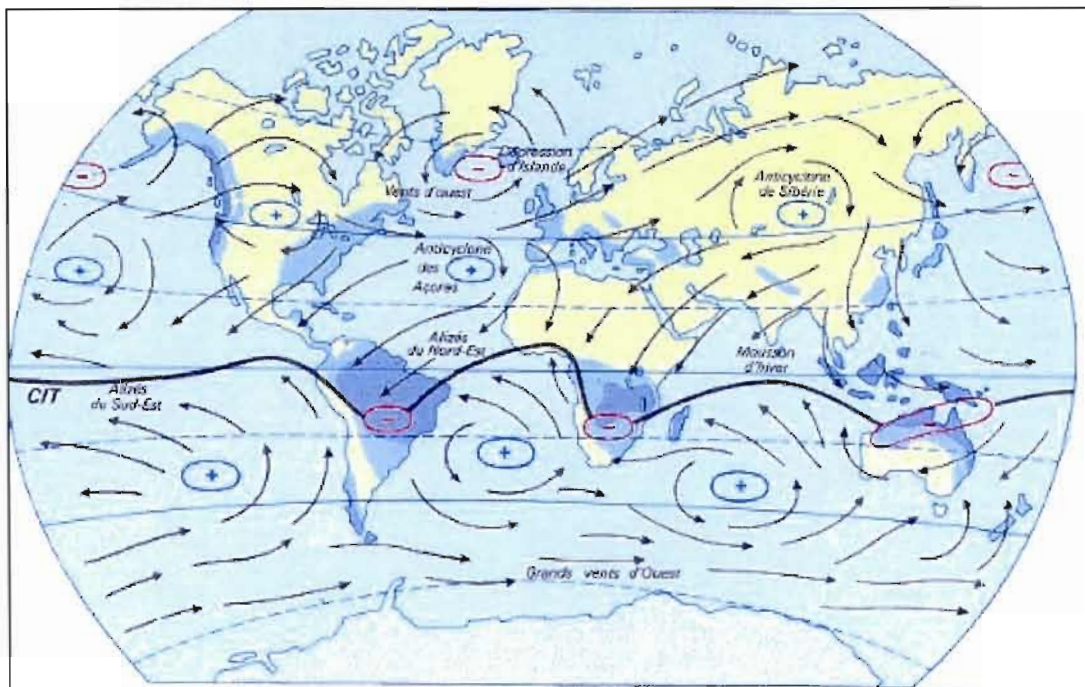 Dépression
d'Islande
Vents d'ouest
Anticyclone
de Sibérie
Anticyclone
des
Açores
Alizés
du Nord-Est
Mousson
d'hiver
CIT
Alizés
du Sud-Est
Grands vents d'Ouest